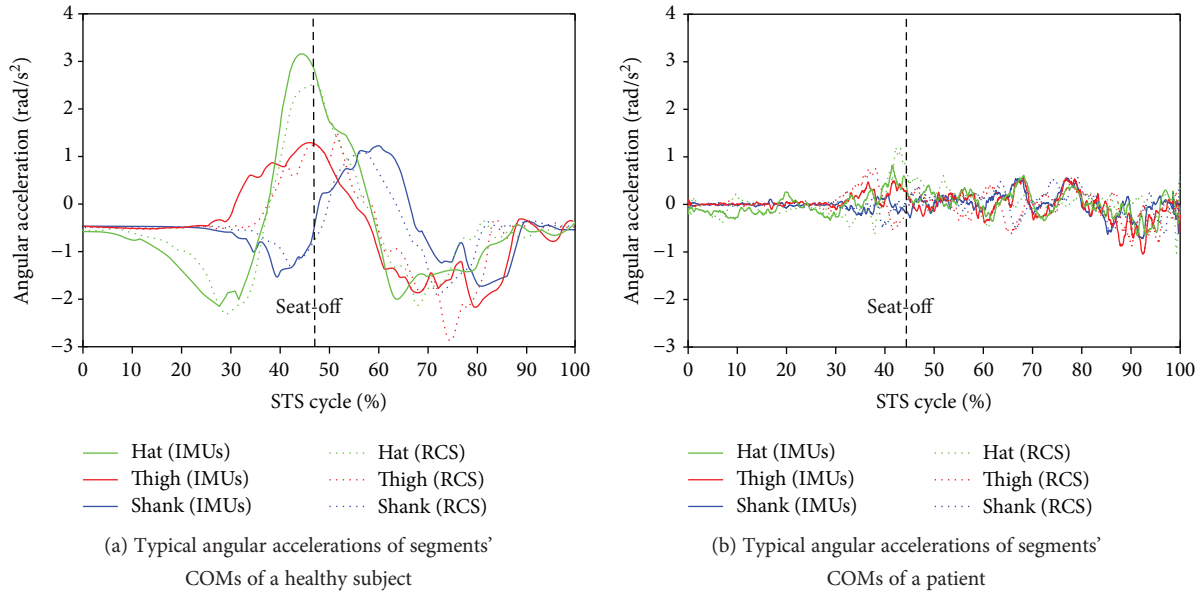 4
3
2
1
0
−1
−2
−3
Angular acceleration (rad/s²)
Seat-off
0 10 20 30 40 50 60 70 80 90 100
STS cycle (%)
Hat (IMUs)
Thigh (IMUs)
Shank (IMUs)
Hat (RCS)
Thigh (RCS)
Shank (RCS)
(a) Typical angular accelerations of segments’
COMs of a healthy subject
4
3
2
1
0
−1
−2
−3
Angular acceleration (rad/s²)
Seat-off
0 10 20 30 40 50 60 70 80 90 100
STS cycle (%)
Hat (IMUs)
Thigh (IMUs)
Shank (IMUs)
Hat (RCS)
Thigh (RCS)
Shank (RCS)
(b) Typical angular accelerations of segments’
COMs of a patient